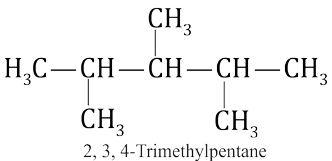 CH₃
H₃C—CH—CH—CH—CH₃
CH₃ CH₃
2, 3, 4-Trimethylpentane